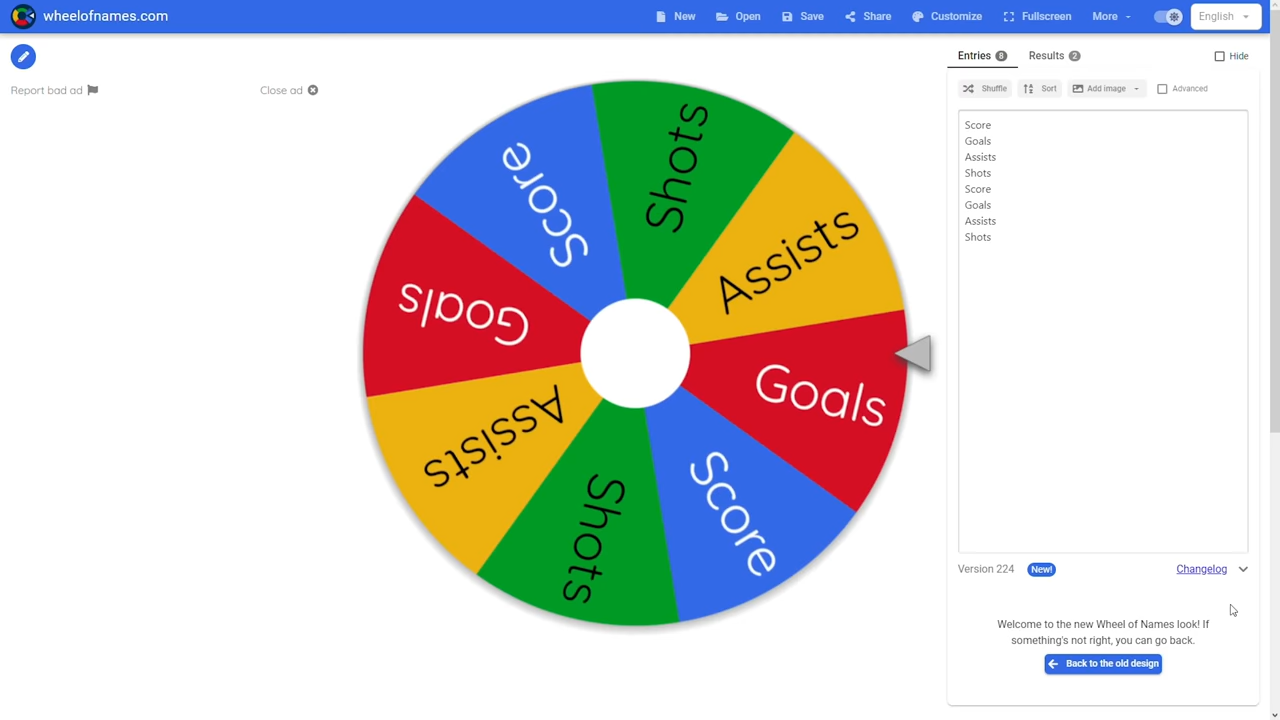 wheelofnames.com
New
Open
Save
Share
Customize
Fullscreen
More
English
Report bad ad
Close ad
Entries 8
Results 2
Hide
Shuffle
Sort
Add image
Advanced
Score
Goals
Assists
Shots
Score
Goals
Assists
Shots
Shots
Score
Assists
Goals
Goals
Assists
Score
Shots
Version 224
New!
Changelog
Welcome to the new Wheel of Names look! If
something's not right, you can go back.
Back to the old design